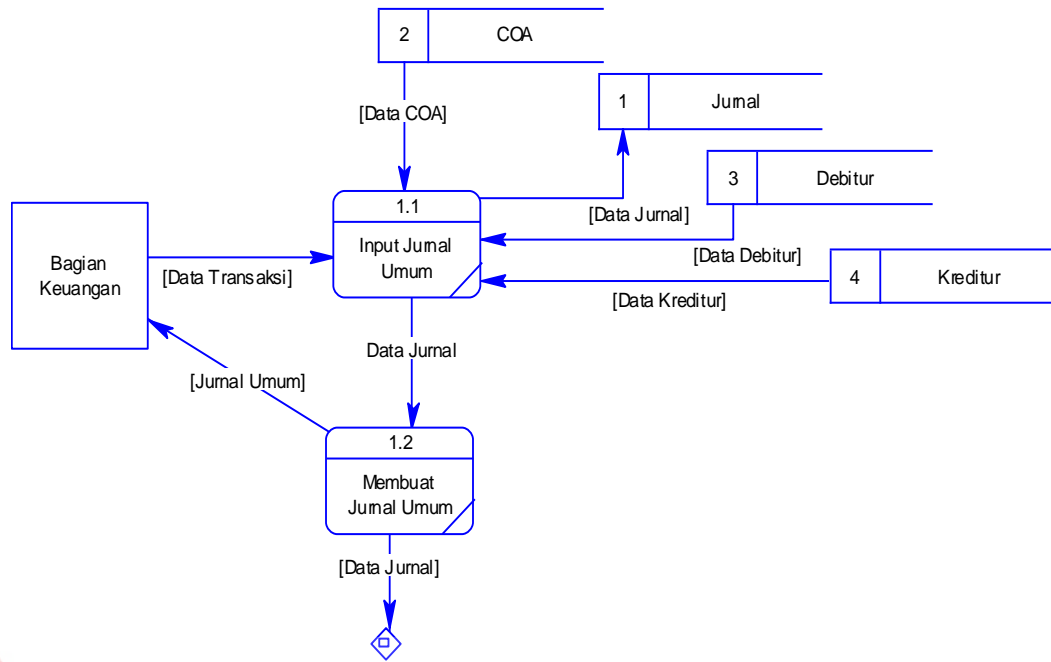 2 COA
[Data COA]
1 Jurnal
3 Debitur
[Data Jurnal]
1.1
Input Jurnal
Umum
[Data Debitur]
Bagian
Keuangan
[Data Transaksi]
4 Kreditur
[Data Kreditur]
Data Jurnal
[Jurnal Umum]
1.2
Membuat
Jurnal Umum
[Data Jurnal]